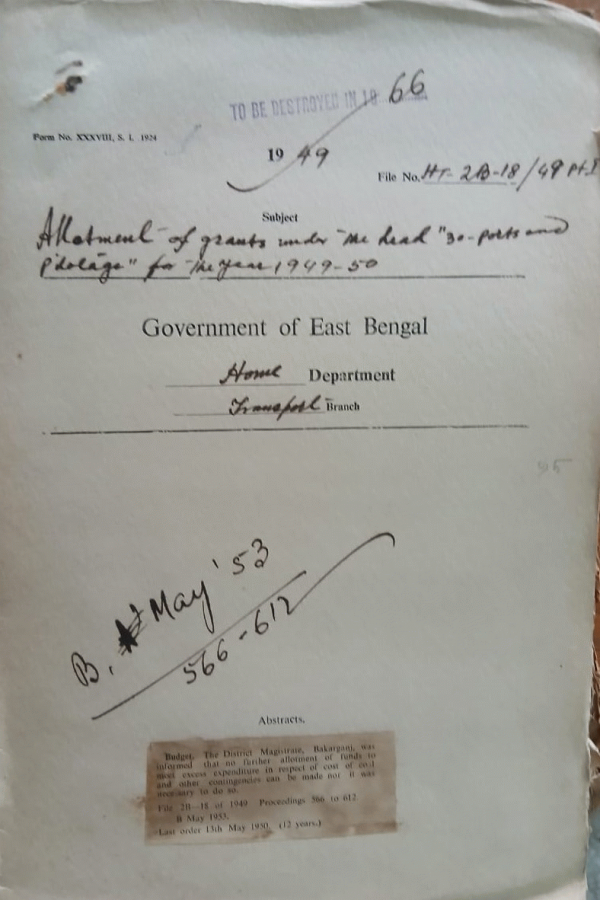 TO BE DESTROYED IN 19 66
Form No. XXXVIII, S. I. 1924
19 49
File No. HT- 2B-18/49 Pt-I
Subject
Allotment of grants under the head "30-ports and
Pilotage" for the year 1949-50
Government of East Bengal
Home Department
Transport Branch
B, May '53
566-612
Abstracts.
Budget. The District Magistrate, Bakarganj, was
informed that no further allotment of funds to
meet excess expenditure in respect of cost of coal
and other contingencies can be made nor it was
necessary to do so.
File 2B—18 of 1949 Proceedings 566 to 612
B May 1953.
Last order 13th May 1950. (12 years.)